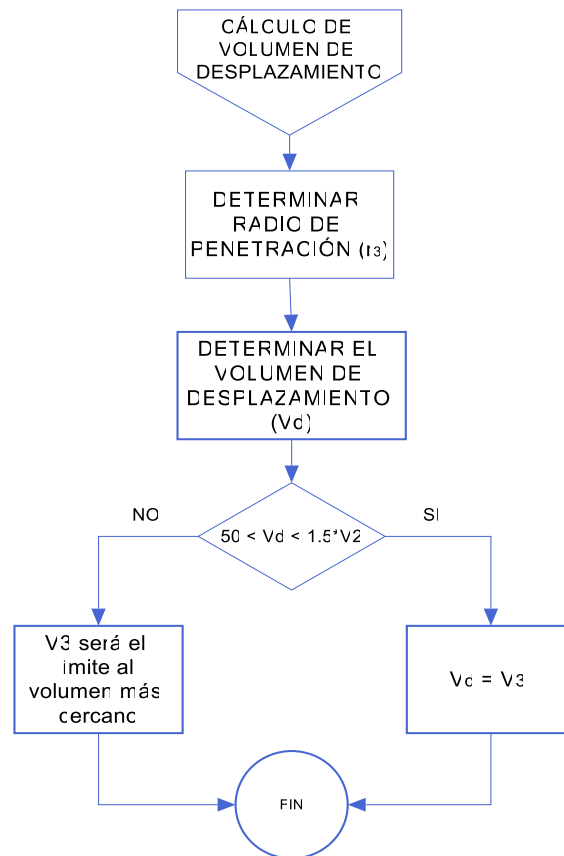 CÁLCULO DE
VOLUMEN DE
DESPLAZAMIENTO
DETERMINAR
RADIO DE
PENETRACIÓN (r3)
DETERMINAR EL
VOLUMEN DE
DESPLAZAMIENTO
(Vd)
50 < Vd < 1.5*V2
NO
SI
V3 será el
ímite al
volumen más
cercano
Vd = V3
FIN